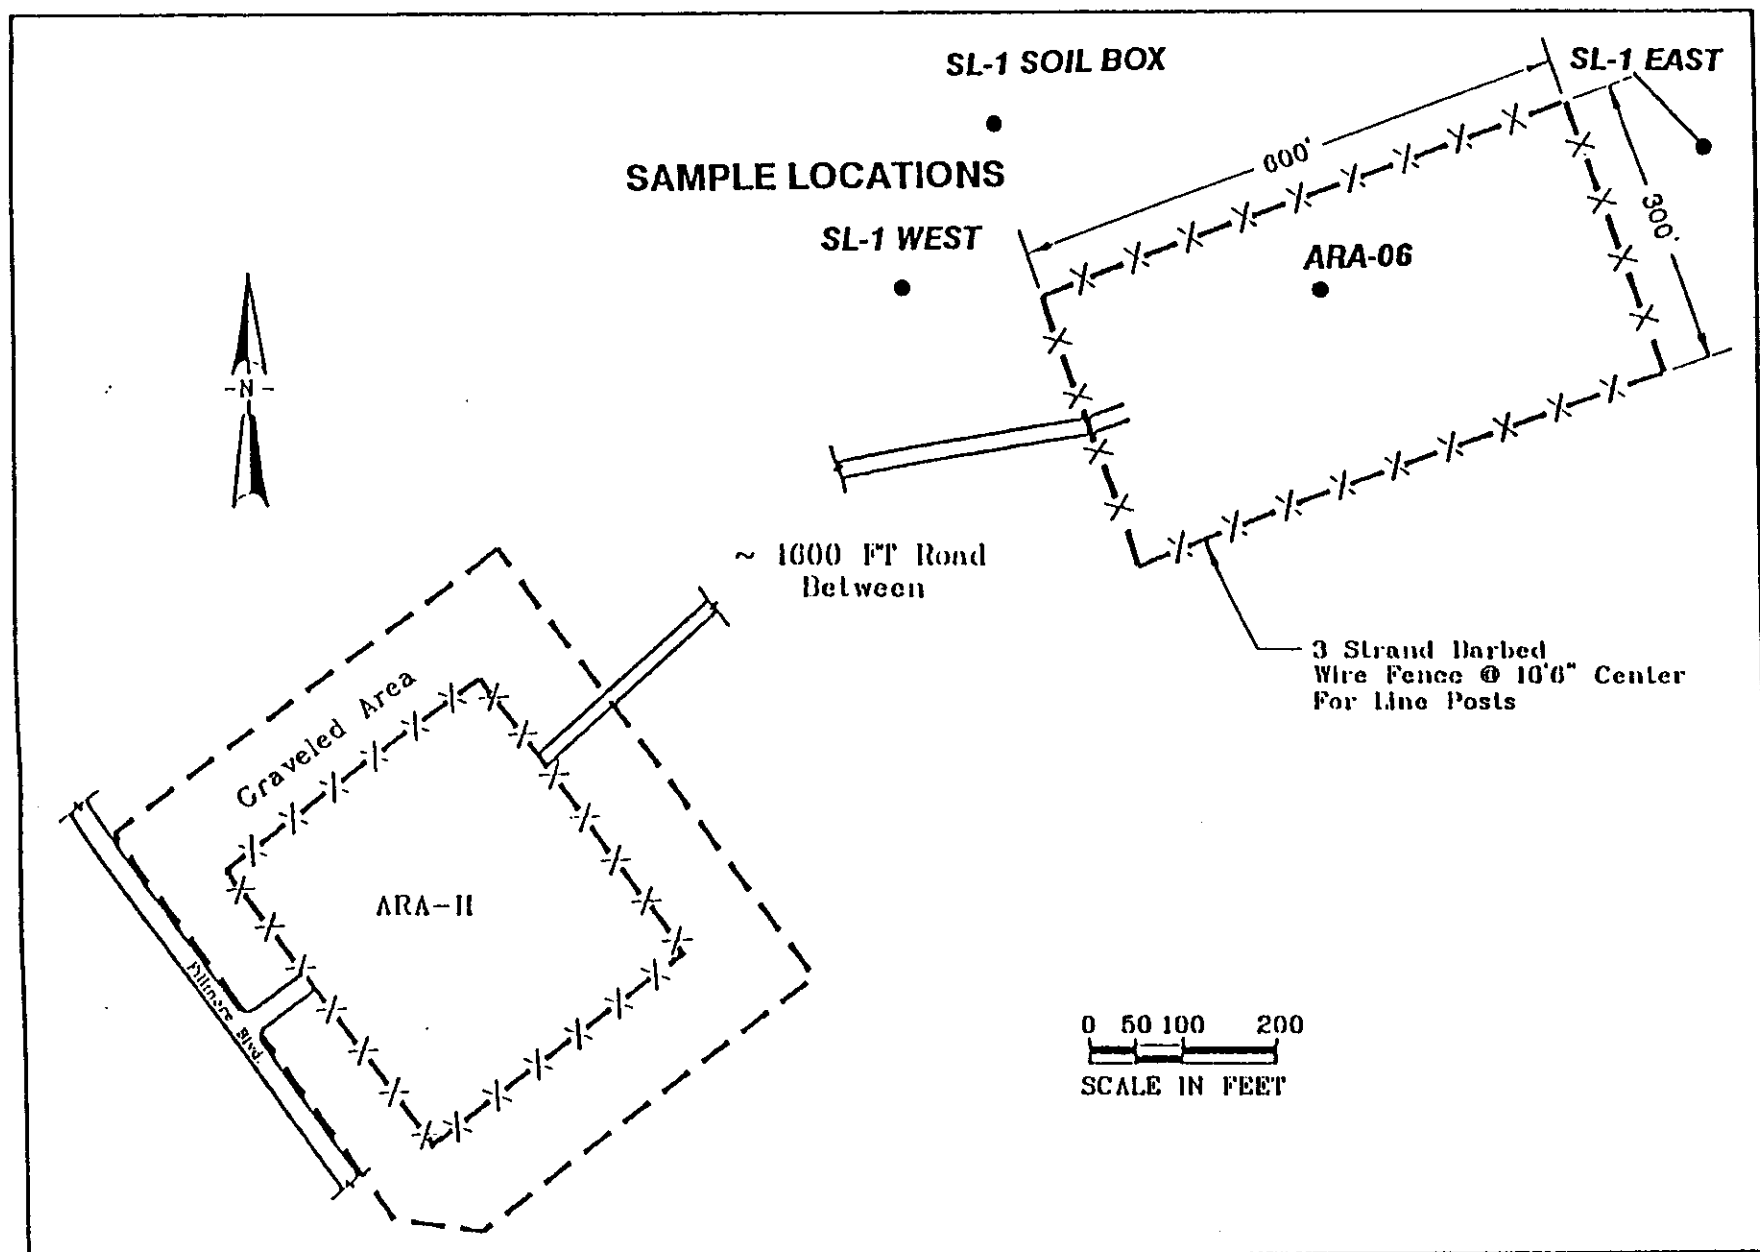 SL-1 SOIL BOX
SL-1 EAST
600'
SAMPLE LOCATIONS
300'
SL-1 WEST
ARA-06
-N-
~ 1600 FT Road
Between
3 Strand Barbed
Wire Fence @ 16'6" Center
For Line Posts
Graveled Area
ARA-II
Fillmore Blvd.
0 50 100 200
SCALE IN FEET